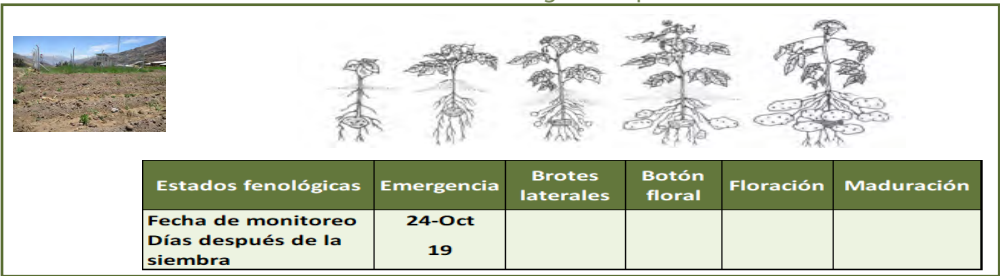 Estados fenológicas Emergencia Brotes laterales Botón floral Floración Maduración
Fecha de monitoreo 24-Oct
Días después de la siembra 19